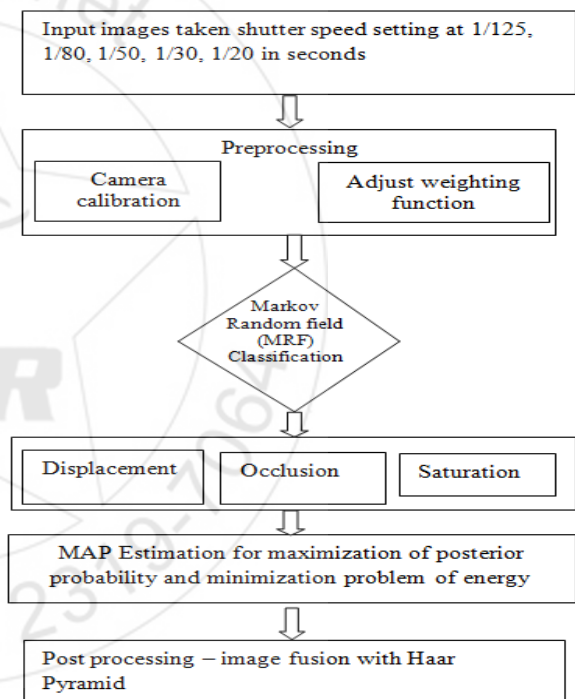 Input images taken shutter speed setting at 1/125,
1/80, 1/50, 1/30, 1/20 in seconds
Preprocessing
Camera
calibration
Adjust weighting
function
Markov
Random field
(MRF)
Classification
Displacement
Occlusion
Saturation
MAP Estimation for maximization of posterior
probability and minimization problem of energy
Post processing – image fusion with Haar
Pyramid
R
2319-7064